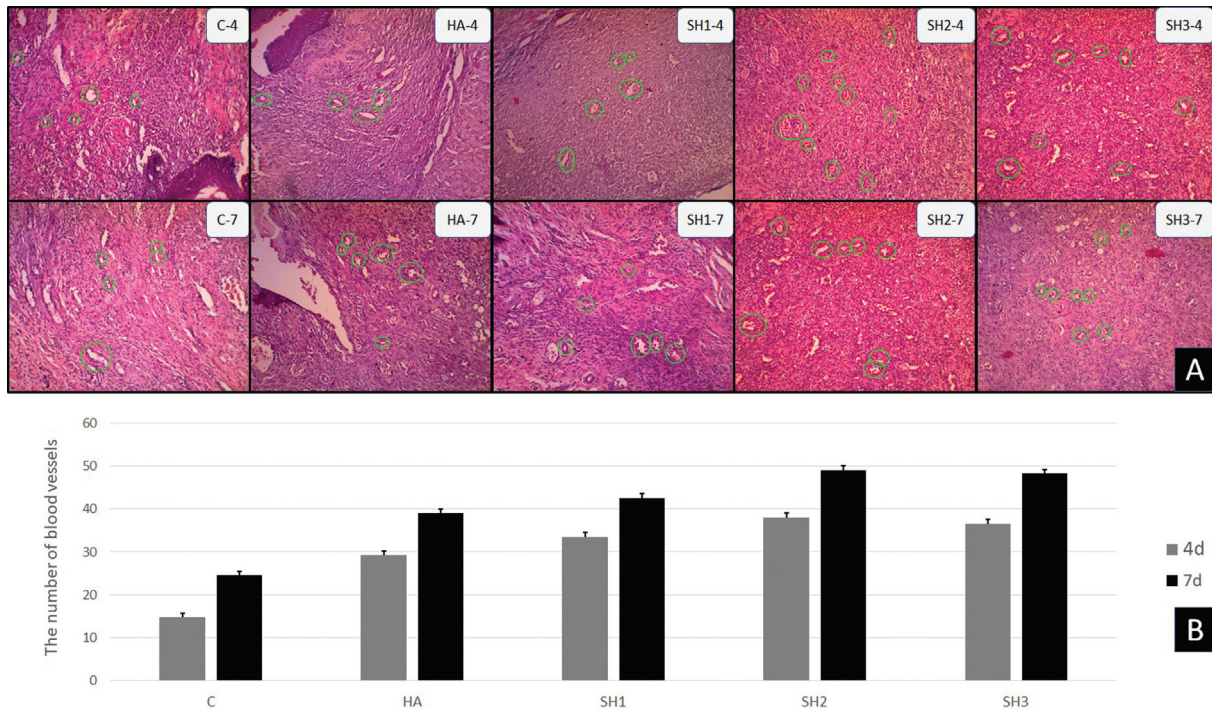 C-4 HA-4 SH1-4 SH2-4 SH3-4
C-7 HA-7 SH1-7 SH2-7 SH3-7
A
The number of blood vessels
60
50
40
30
20
10
0
C HA SH1 SH2 SH3
4d
7d
B